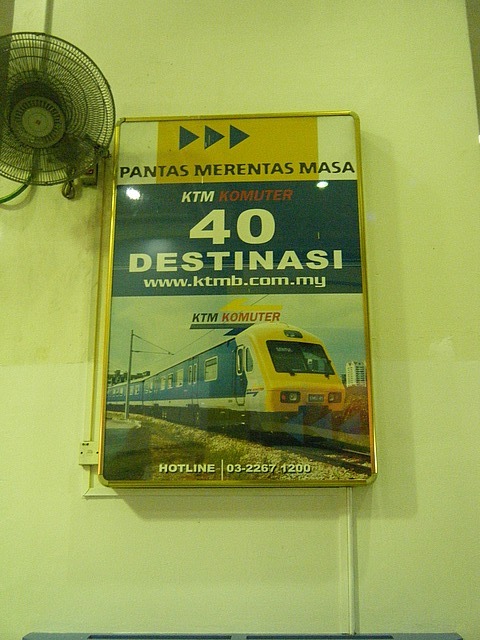 PANTAS MERENTAS MASA
KTM KOMUTER
40
DESTINASI
www.ktmb.com.my
KTM KOMUTER
HOTLINE 03-2267 1200